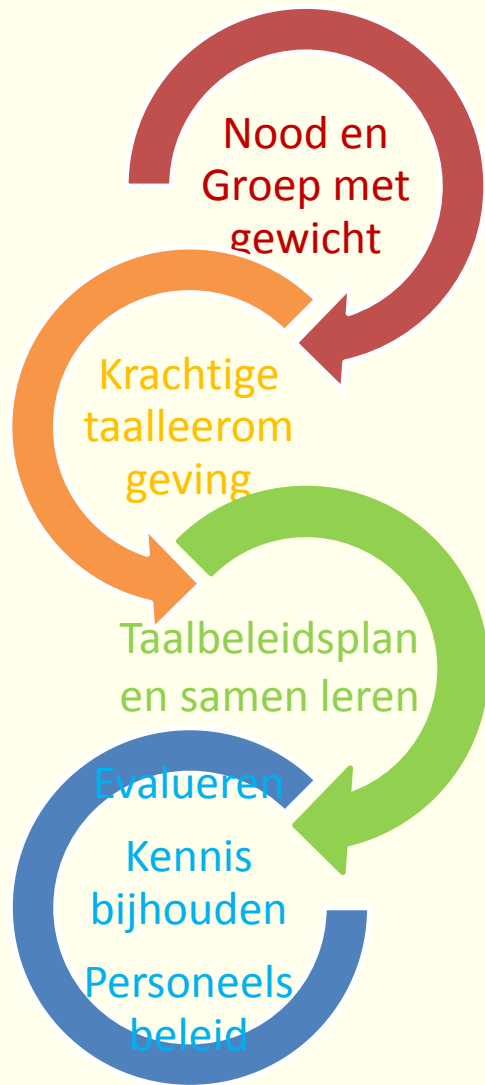 Nood en
Groep met
gewicht
Krachtige
taalleerom
geving
Taalbeleidsplan
en samen leren
Evalueren
Kennis
bijhouden
Personeels
beleid